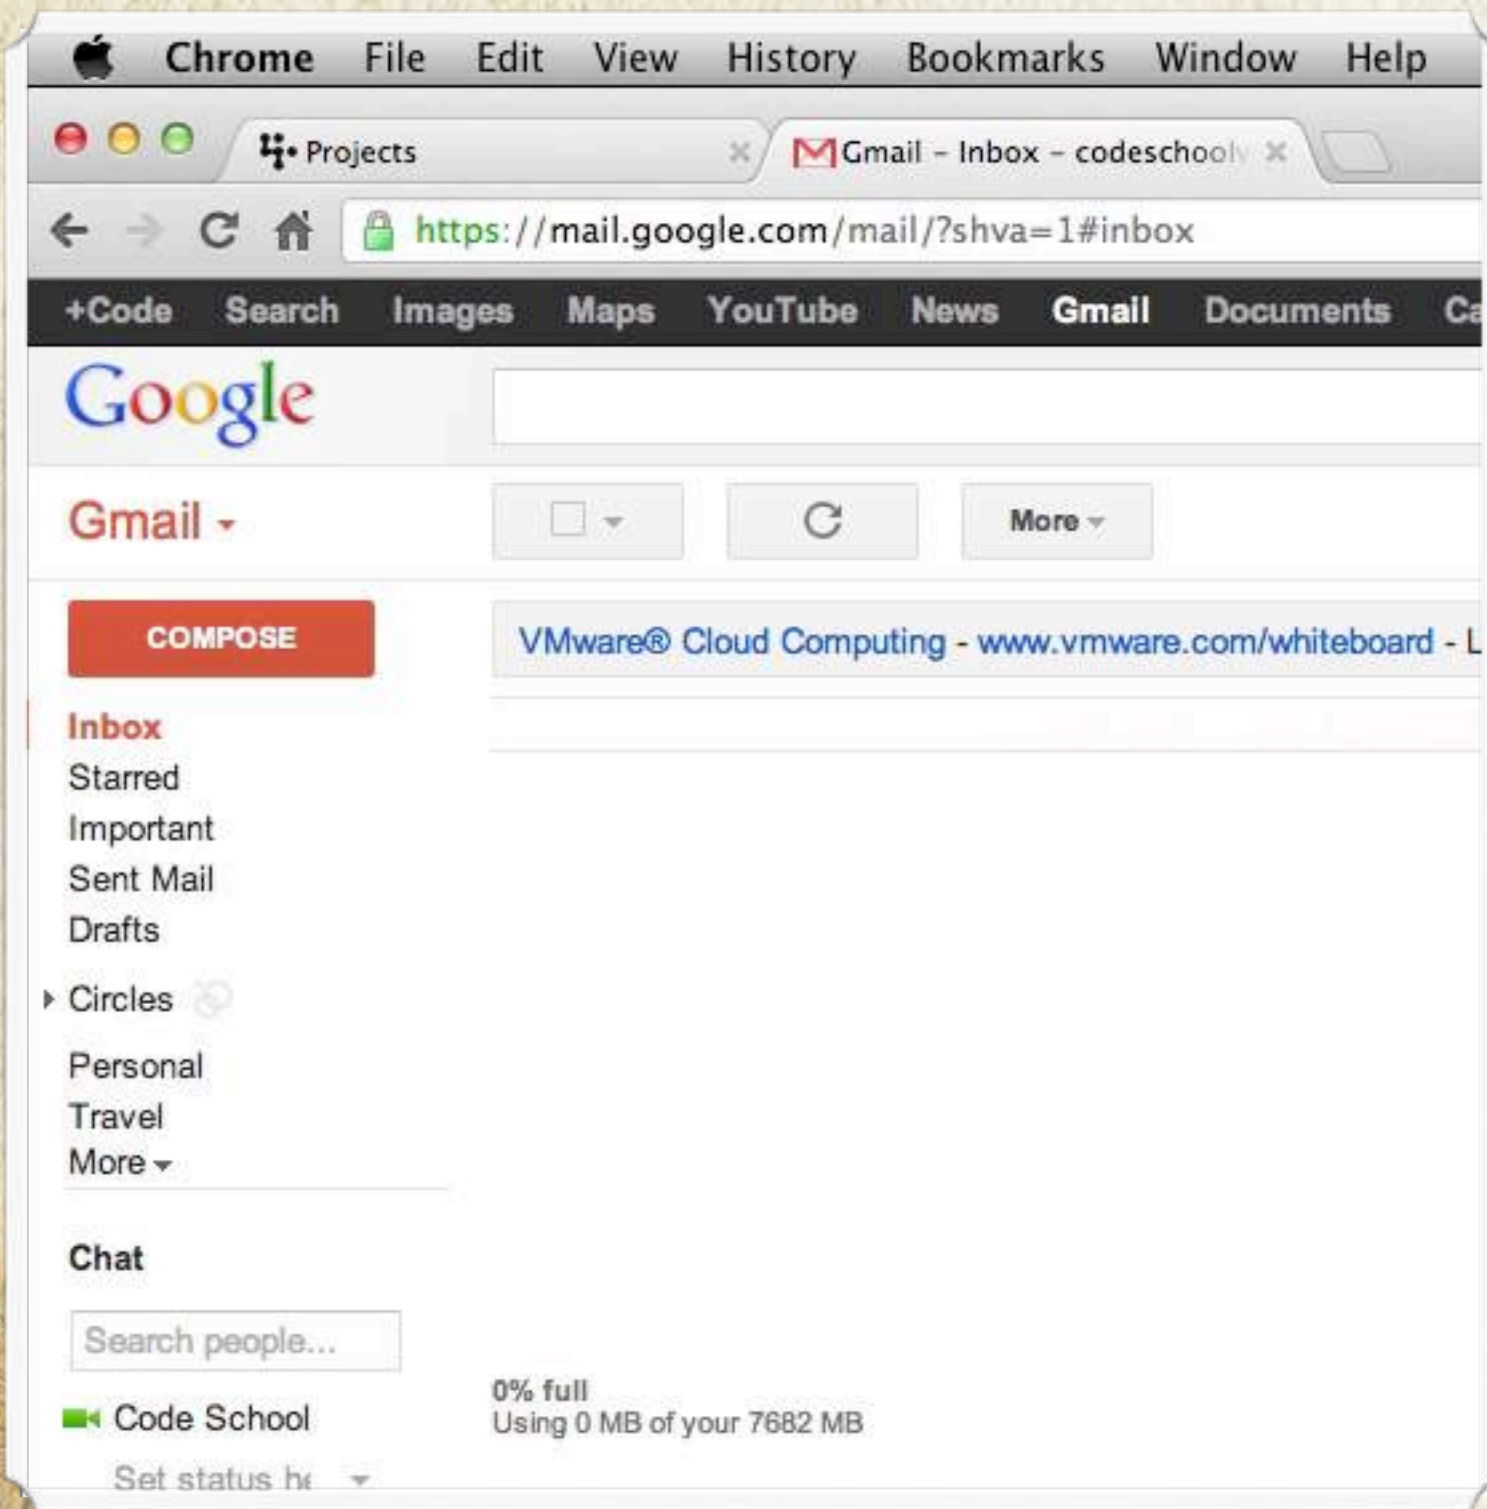 Chrome File Edit View History Bookmarks Window Help
Projects Gmail – Inbox – codeschoolv
https://mail.google.com/mail/?shva=1#inbox
+Code Search Images Maps YouTube News Gmail Documents Ca
Google
Gmail More
COMPOSE VMware® Cloud Computing - www.vmware.com/whiteboard - L
Inbox
Starred
Important
Sent Mail
Drafts
Circles
Personal
Travel
More
Chat
Search people...
0% full
Code School Using 0 MB of your 7682 MB
Set status he